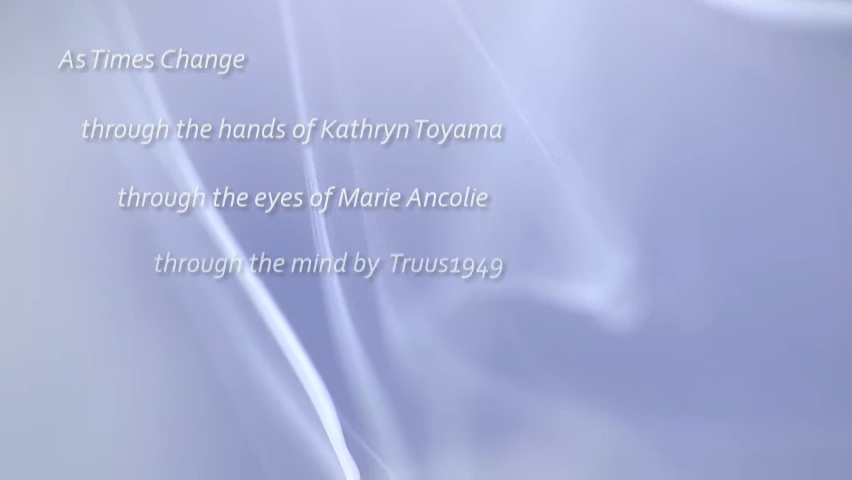 As Times Change
through the hands of Kathryn Toyama
through the eyes of Marie Ancolie
through the mind by Truus1949